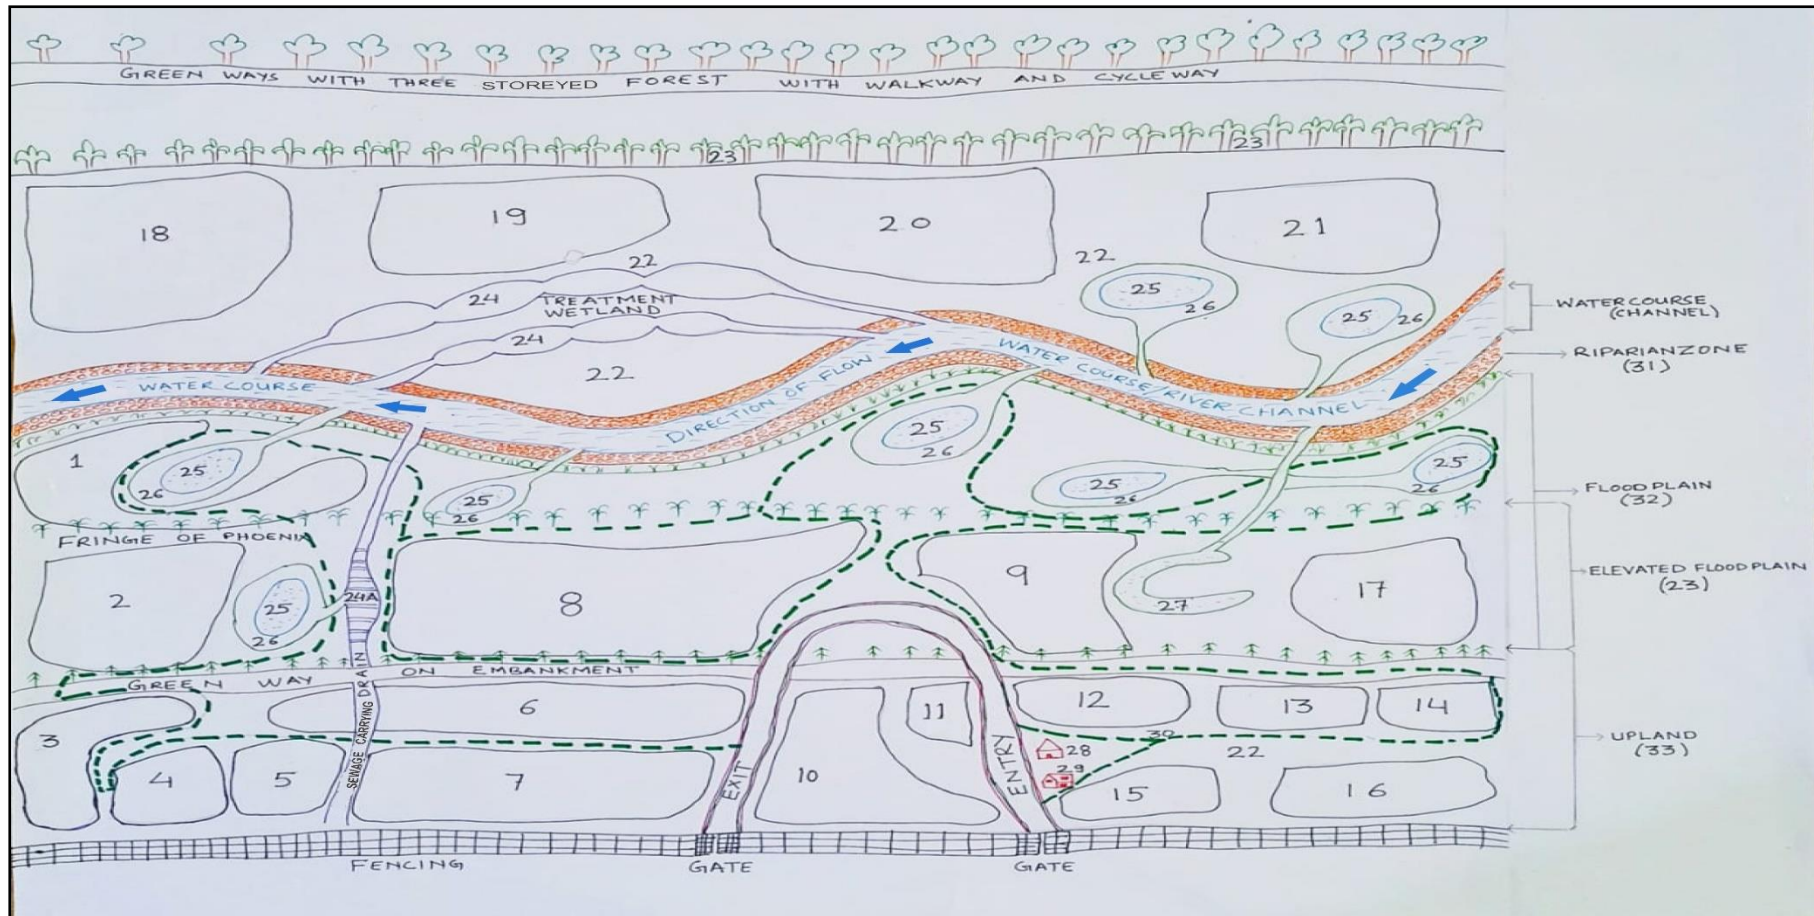 GREEN WAYS WITH THREE STOREYED FOREST WITH WALKWAY AND CYCLEWAY
23
23
18
19
20
21
22
22
24
TREATMENT
WETLAND
24
22
25
26
25
26
WATER COURSE
(CHANNEL)
RIPARIANZONE
(31)
WATER COURSE
DIRECTION OF FLOW
WATER COURSE/RIVER CHANNEL
1
25
26
25
26
25
26
25
26
25
26
FLOOD PLAIN
(32)
FRINGE OF PHOENIX
2
25
26
24A
8
9
27
17
ELEVATED FLOODPLAIN
(23)
GREEN WAY ON EMBANKMENT
SEWAGE CARRYING DRAIN
3
6
11
12
13
14
4
5
7
10
EXIT
ENTRY
28
29
30
22
15
16
UPLAND
(33)
FENCING
GATE
GATE